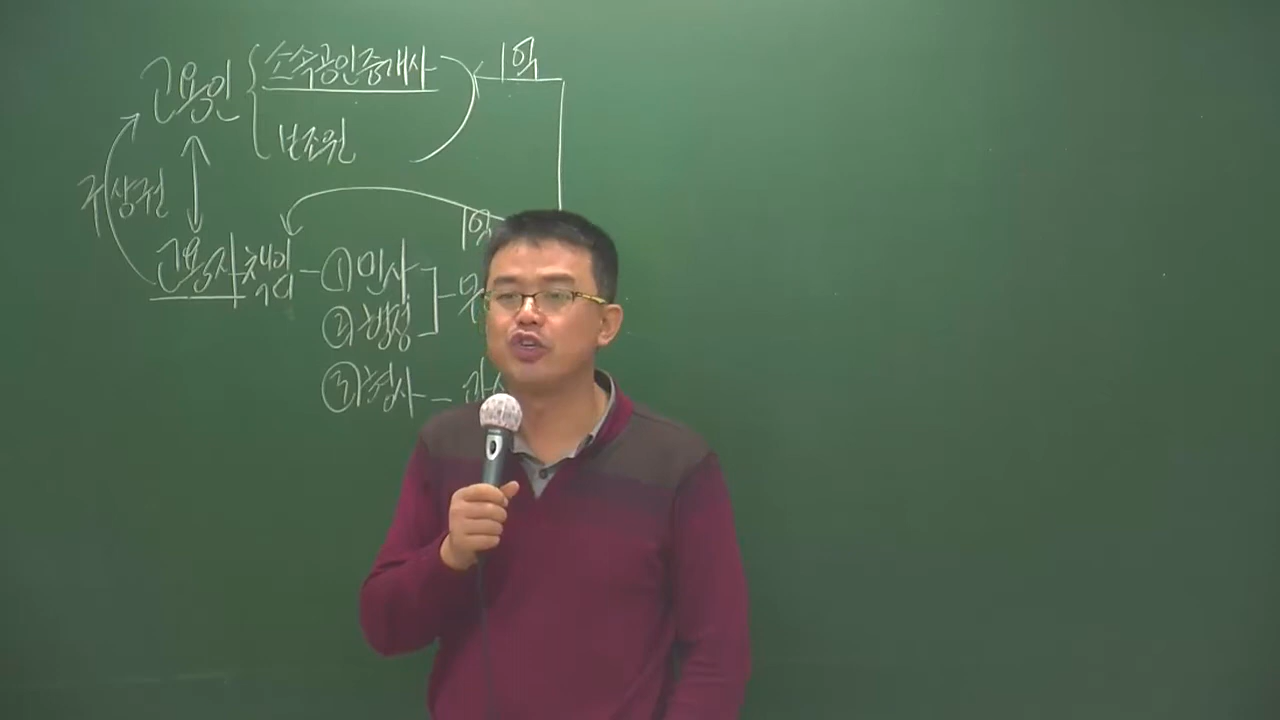 고용인 { 소속공인중개사 1억
보조원
구상권
고용자책임 - ① 민사 1억
② 행정
③ 형사 -